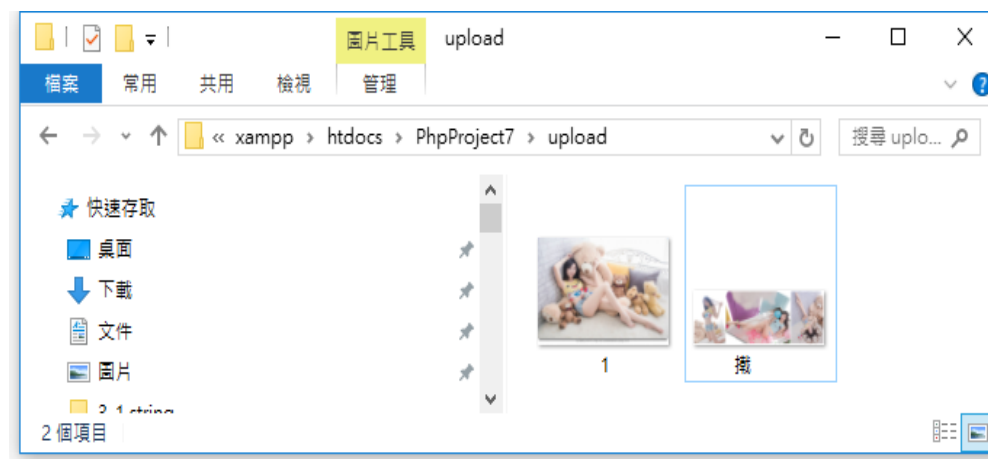 圖片工具 upload
檔案 常用 共用 檢視 管理
« xampp › htdocs › PhpProject7 › upload
搜尋 uplo...
快速存取
桌面
下載
文件
圖片
1
2 個項目